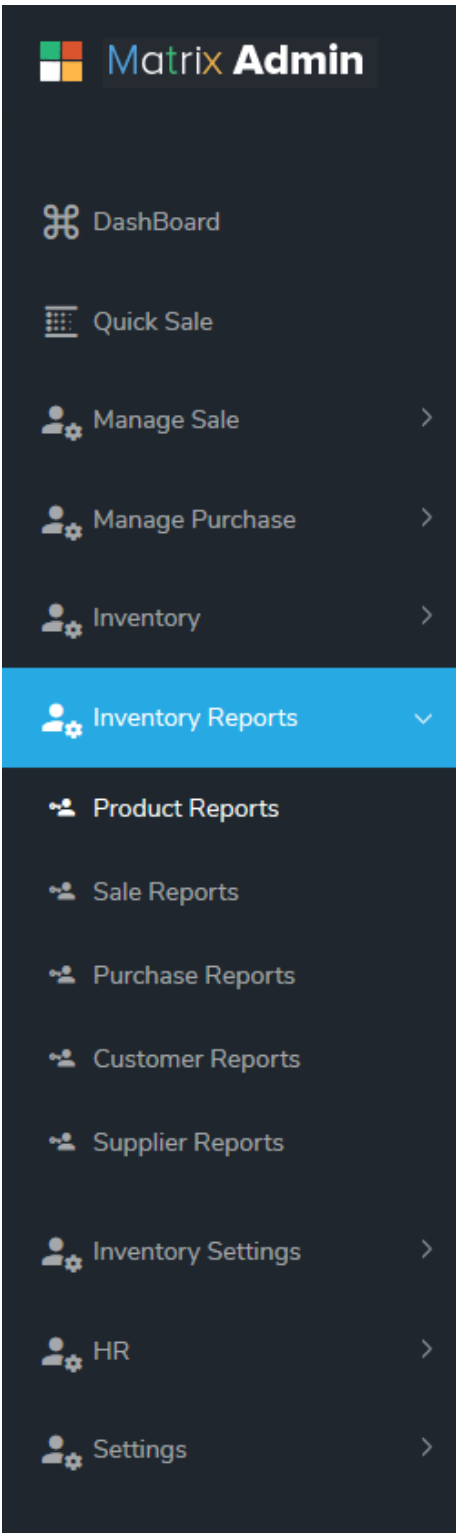 Matrix Admin
DashBoard
Quick Sale
Manage Sale
Manage Purchase
Inventory
Inventory Reports
Product Reports
Sale Reports
Purchase Reports
Customer Reports
Supplier Reports
Inventory Settings
HR
Settings